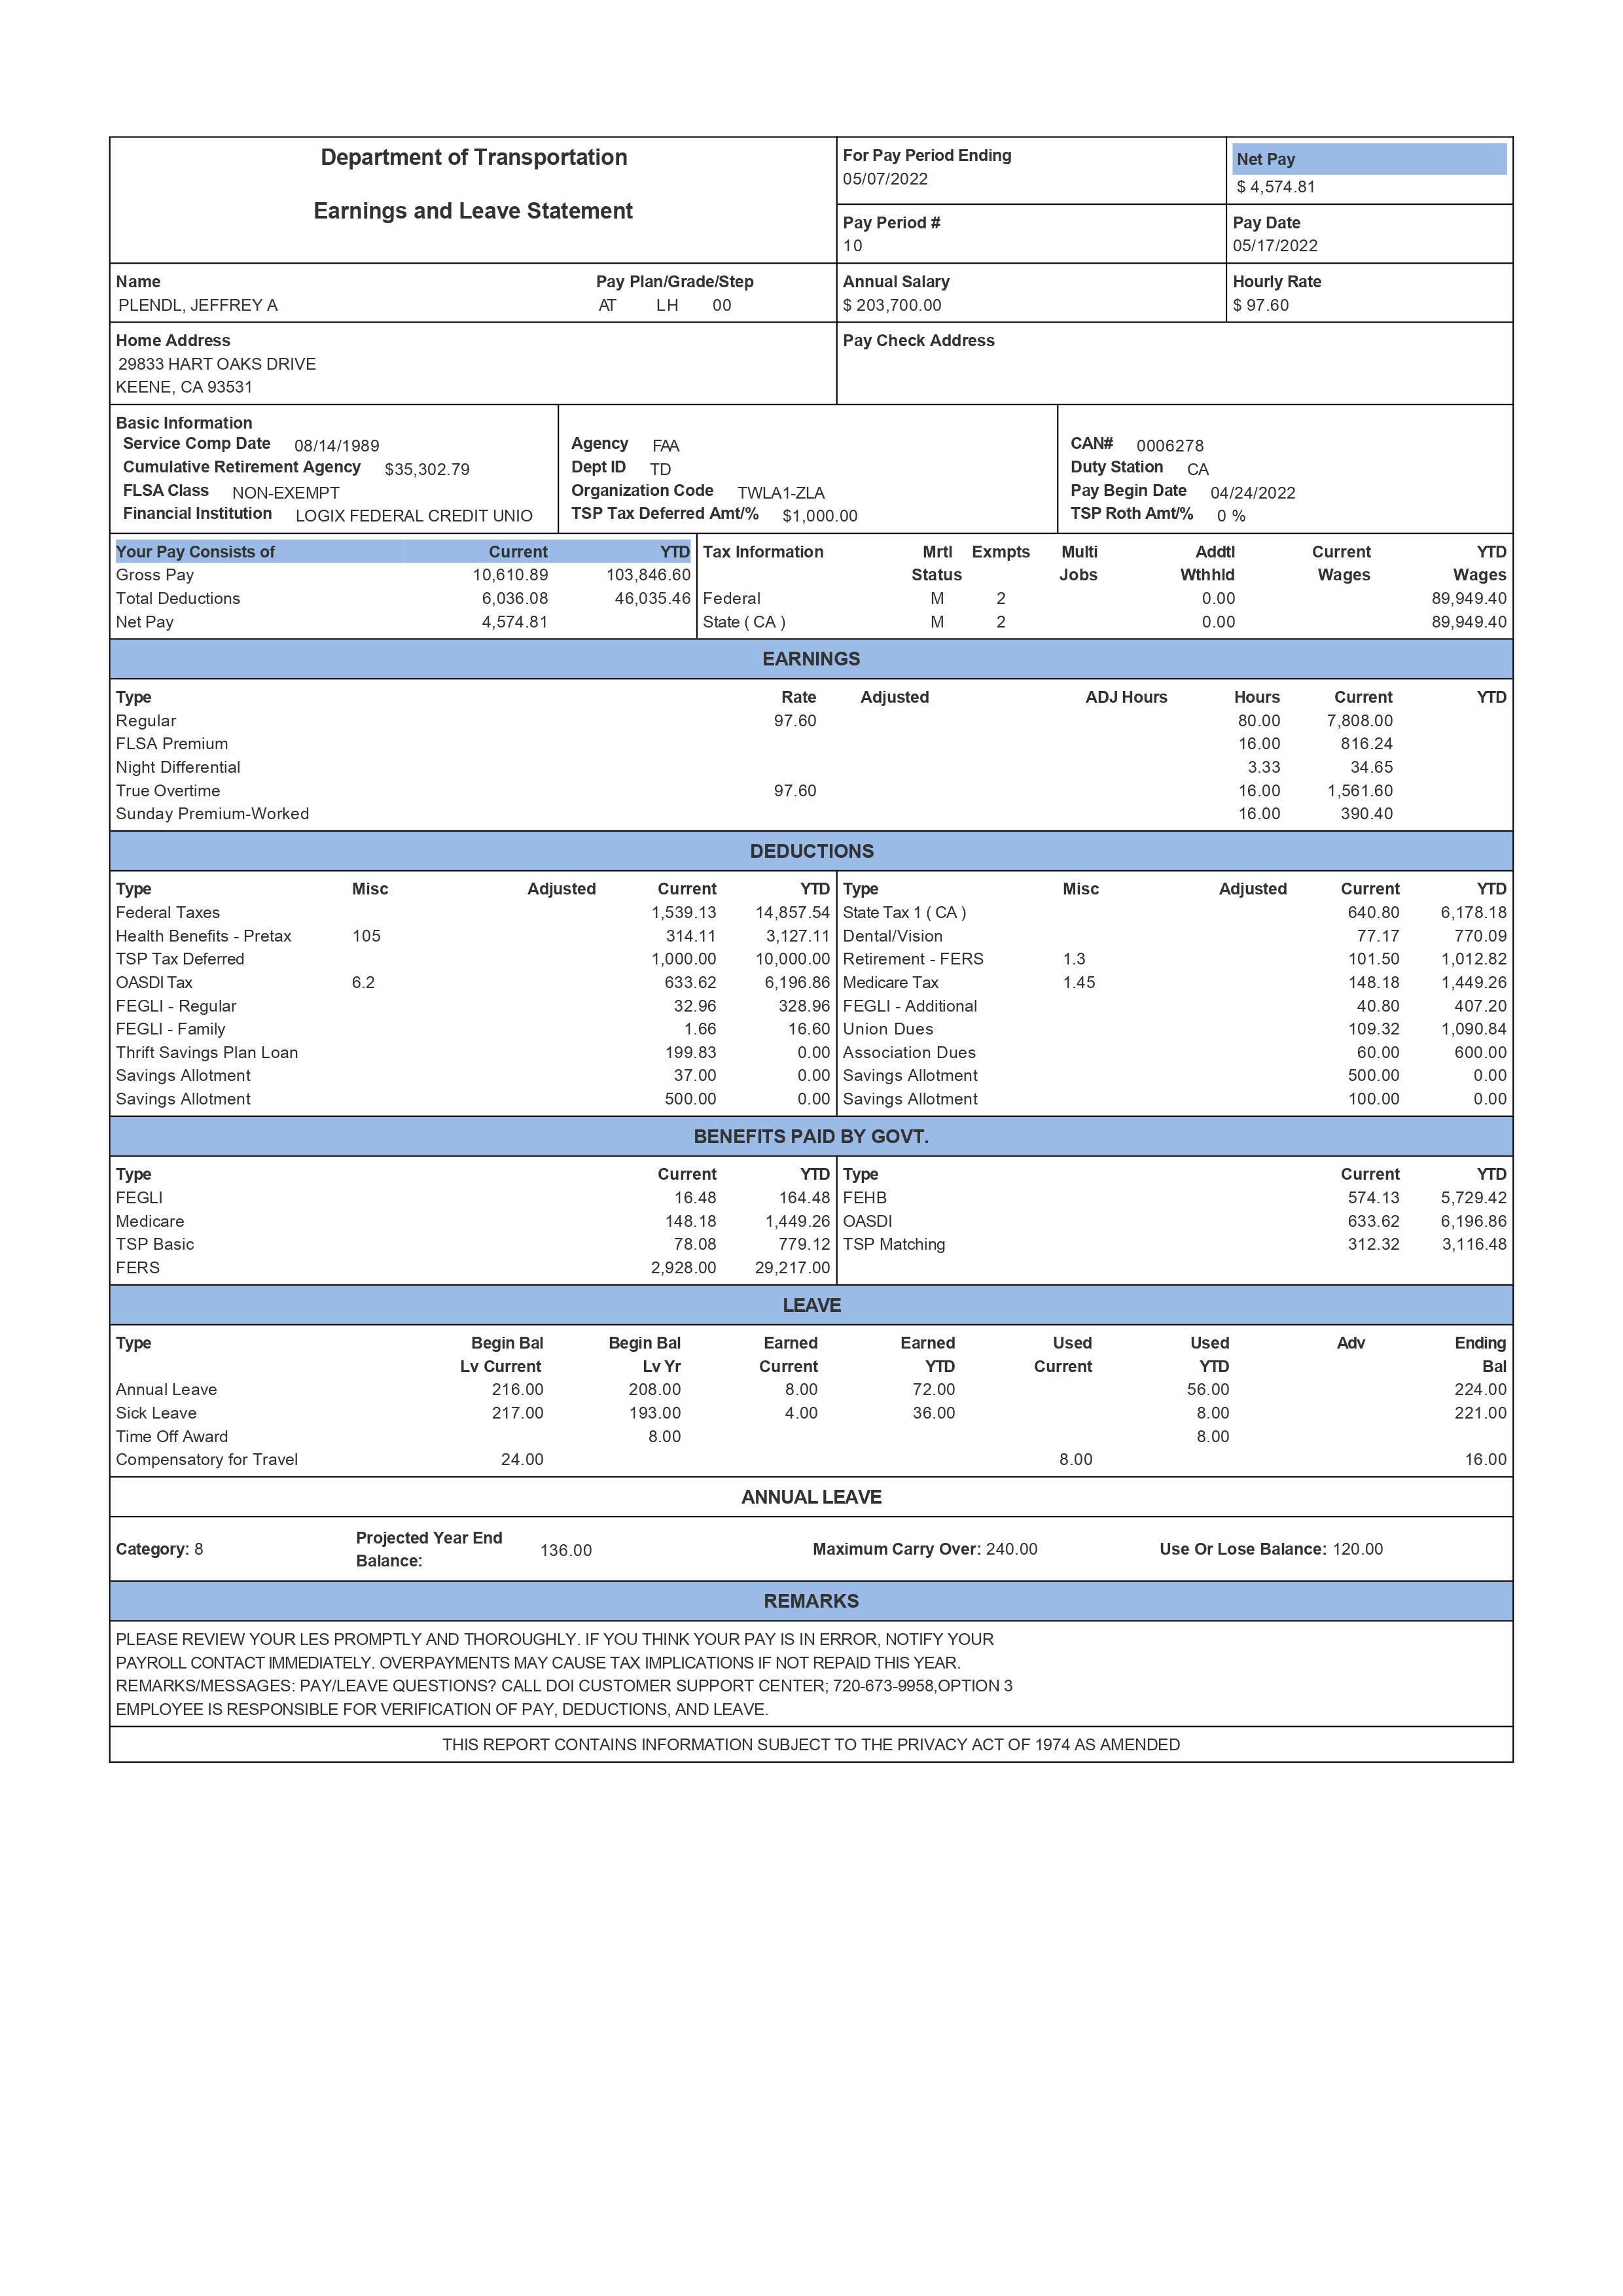 Department of Transportation
Earnings and Leave Statement
For Pay Period Ending
05/07/2022
Net Pay
$ 4,574.81
Pay Period #
10
Pay Date
05/17/2022
Name Pay Plan/Grade/Step
PLENDL, JEFFREY A AT LH 00
Annual Salary
$ 203,700.00
Hourly Rate
$ 97.60
Home Address
29833 HART OAKS DRIVE
KEENE, CA 93531
Pay Check Address
Basic Information
Service Comp Date 08/14/1989
Cumulative Retirement Agency $35,302.79
FLSA Class NON-EXEMPT
Financial Institution LOGIX FEDERAL CREDIT UNIO
Agency FAA
Dept ID TD
Organization Code TWLA1-ZLA
TSP Tax Deferred Amt/% $1,000.00
CAN# 0006278
Duty Station CA
Pay Begin Date 04/24/2022
TSP Roth Amt/% 0 %
Your Pay Consists of Current YTD
Gross Pay 10,610.89 103,846.60
Total Deductions 6,036.08 46,035.46
Net Pay 4,574.81
Tax Information Mrtl Exmpts Multi Addtl Current YTD
Status Jobs Wthhld Wages Wages
Federal M 2 0.00 89,949.40
State ( CA ) M 2 0.00 89,949.40
EARNINGS
Type Rate Adjusted ADJ Hours Hours Current YTD
Regular 97.60 80.00 7,808.00
FLSA Premium 16.00 816.24
Night Differential 3.33 34.65
True Overtime 97.60 16.00 1,561.60
Sunday Premium-Worked 16.00 390.40
DEDUCTIONS
Type Misc Adjusted Current YTD Type Misc Adjusted Current YTD
Federal Taxes 1,539.13 14,857.54 State Tax 1 ( CA ) 640.80 6,178.18
Health Benefits - Pretax 105 314.11 3,127.11 Dental/Vision 77.17 770.09
TSP Tax Deferred 1,000.00 10,000.00 Retirement - FERS 1.3 101.50 1,012.82
OASDI Tax 6.2 633.62 6,196.86 Medicare Tax 1.45 148.18 1,449.26
FEGLI - Regular 32.96 328.96 FEGLI - Additional 40.80 407.20
FEGLI - Family 1.66 16.60 Union Dues 109.32 1,090.84
Thrift Savings Plan Loan 199.83 0.00 Association Dues 60.00 600.00
Savings Allotment 37.00 0.00 Savings Allotment 500.00 0.00
Savings Allotment 500.00 0.00 Savings Allotment 100.00 0.00
BENEFITS PAID BY GOVT.
Type Current YTD Type Current YTD
FEGLI 16.48 164.48 FEHB 574.13 5,729.42
Medicare 148.18 1,449.26 OASDI 633.62 6,196.86
TSP Basic 78.08 779.12 TSP Matching 312.32 3,116.48
FERS 2,928.00 29,217.00
LEAVE
Type Begin Bal Begin Bal Earned Earned Used Used Adv Ending
Lv Current Lv Yr Current YTD Current YTD Bal
Annual Leave 216.00 208.00 8.00 72.00 56.00 224.00
Sick Leave 217.00 193.00 4.00 36.00 8.00 221.00
Time Off Award 8.00 8.00
Compensatory for Travel 24.00 8.00 16.00
ANNUAL LEAVE
Category: 8 Projected Year End Balance: 136.00 Maximum Carry Over: 240.00 Use Or Lose Balance: 120.00
REMARKS
PLEASE REVIEW YOUR LES PROMPTLY AND THOROUGHLY. IF YOU THINK YOUR PAY IS IN ERROR, NOTIFY YOUR
PAYROLL CONTACT IMMEDIATELY. OVERPAYMENTS MAY CAUSE TAX IMPLICATIONS IF NOT REPAID THIS YEAR.
REMARKS/MESSAGES: PAY/LEAVE QUESTIONS? CALL DOI CUSTOMER SUPPORT CENTER; 720-673-9958,OPTION 3
EMPLOYEE IS RESPONSIBLE FOR VERIFICATION OF PAY, DEDUCTIONS, AND LEAVE.
THIS REPORT CONTAINS INFORMATION SUBJECT TO THE PRIVACY ACT OF 1974 AS AMENDED